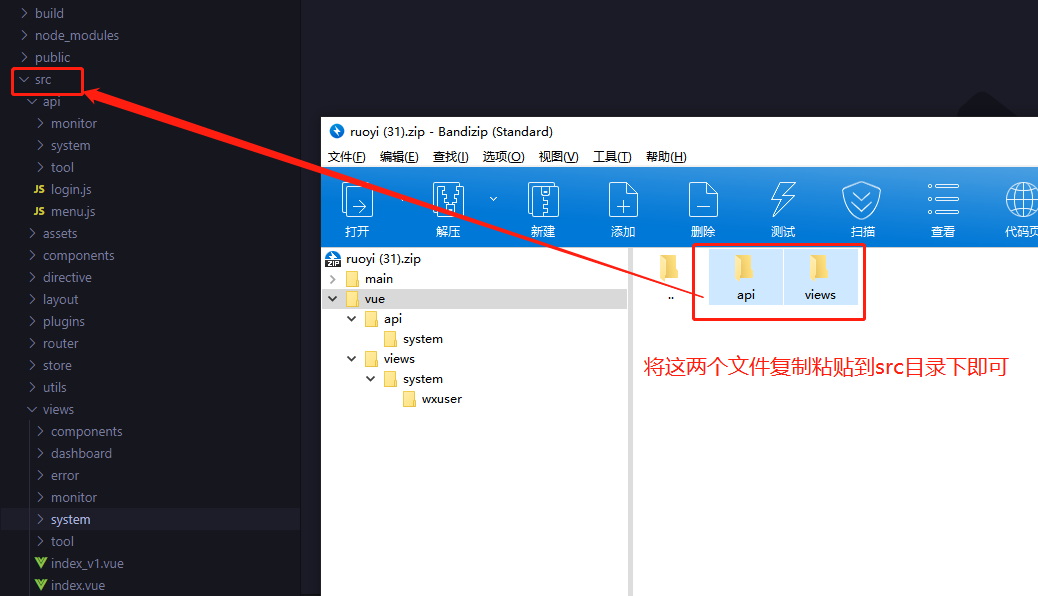 build
node_modules
public
src
api
monitor
system
tool
JS login.js
JS menu.js
assets
components
directive
layout
plugins
router
store
utils
views
components
dashboard
error
monitor
system
tool
index_v1.vue
index.vue
ruoyi (31).zip - Bandizip (Standard)
文件(F) 编辑(E) 查找(I) 选项(O) 视图(V) 工具(T) 帮助(H)
打开 解压 新建 添加 删除 测试 扫描 查看 代码页
ZIP ruoyi (31).zip
main
vue
api
system
views
system
wxuser
.. api views
将这两个文件复制粘贴到src目录下即可